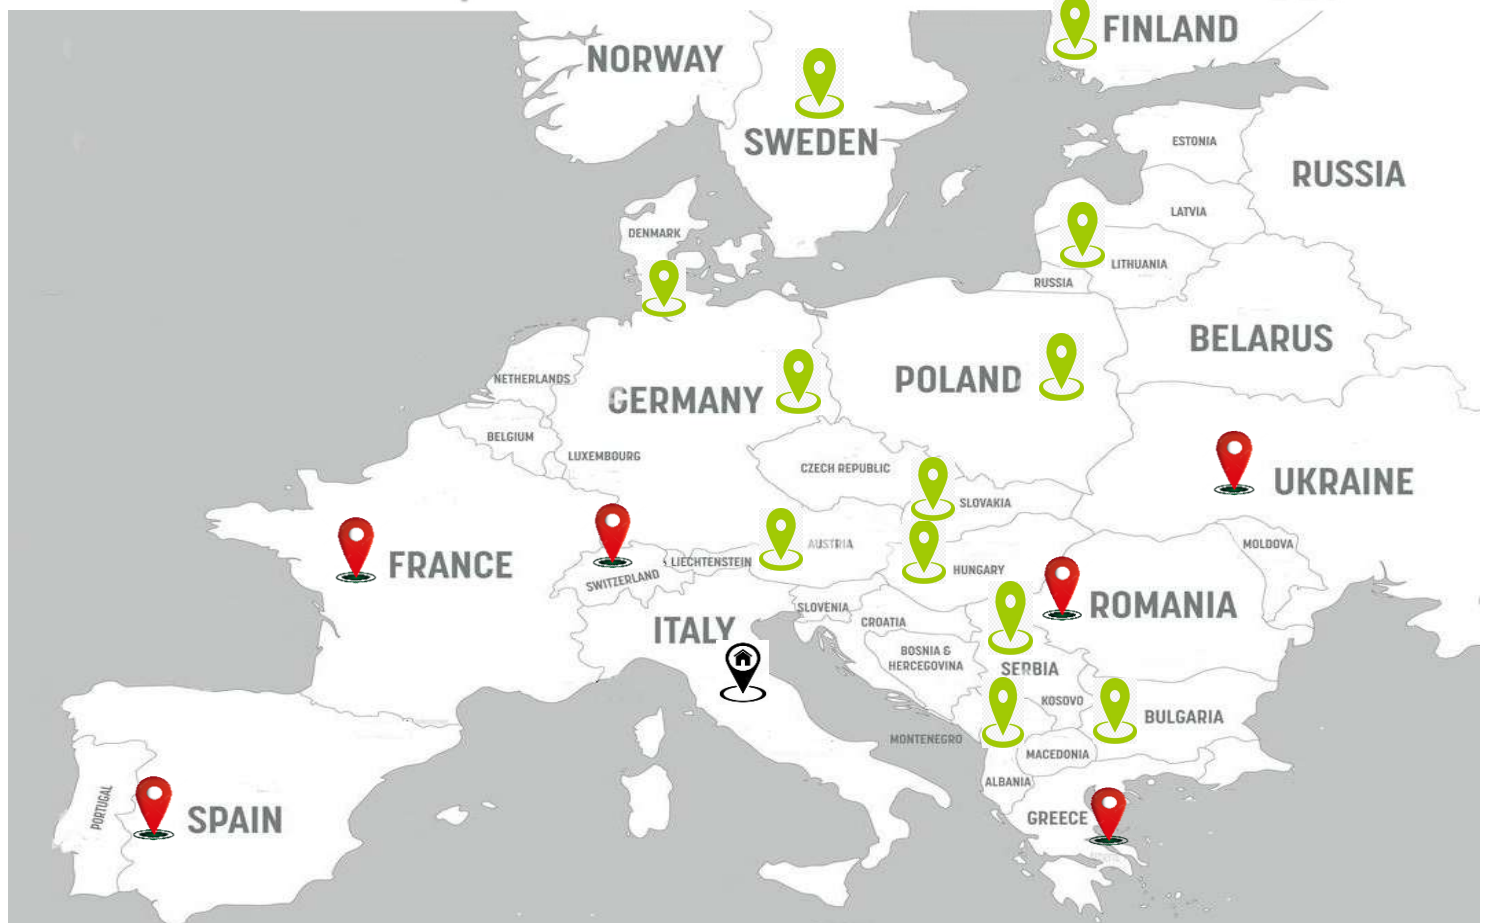 FINLAND
NORWAY
SWEDEN
ESTONIA
RUSSIA
LATVIA
DENMARK
LITHUANIA
RUSSIA
BELARUS
NETHERLANDS
POLAND
GERMANY
BELGIUM
LUXEMBOURG
CZECH REPUBLIC
UKRAINE
SLOVAKIA
AUSTRIA
MOLDOVA
FRANCE
LIECHTENSTEIN
HUNGARY
SWITZERLAND
ROMANIA
SLOVENIA
CROATIA
ITALY
BOSNIA &
HERCEGOVINA
SERBIA
KOSOVO
BULGARIA
MONTENEGRO
MACEDONIA
ALBANIA
PORTUGAL
SPAIN
GREECE